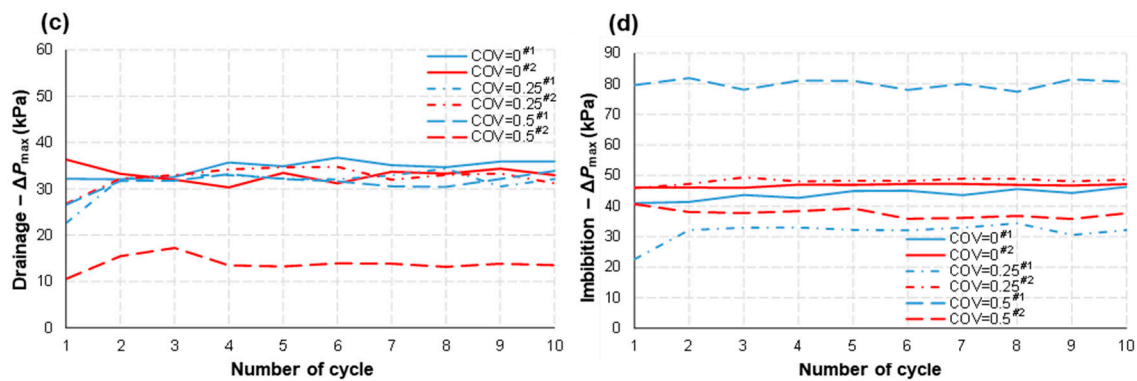 (c)
60
50
40
30
20
10
0
Drainage – ΔPmax (kPa)
COV=0#1
COV=0#2
COV=0.25#1
COV=0.25#2
COV=0.5#1
COV=0.5#2
1 2 3 4 5 6 7 8 9 10
Number of cycle
(d)
90
80
70
60
50
40
30
20
10
0
Imbibition – ΔPmax (kPa)
COV=0#1
COV=0#2
COV=0.25#1
COV=0.25#2
COV=0.5#1
COV=0.5#2
1 2 3 4 5 6 7 8 9 10
Number of cycle